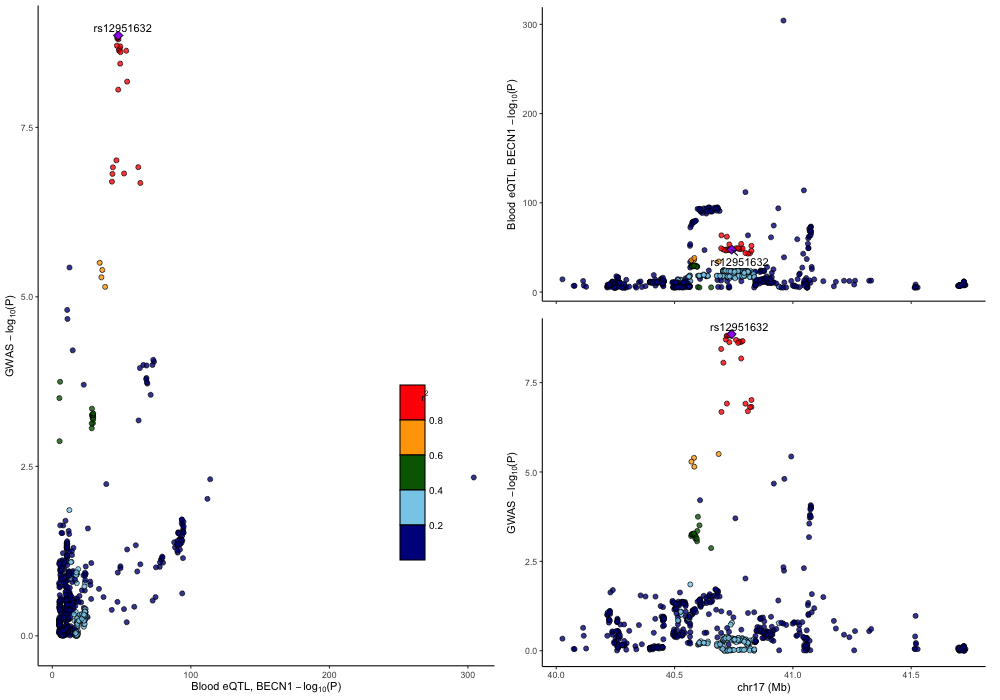 rs12951632
7.5
5.0
2.5
0.0
GWAS −log10(P)
0
100
200
300
Blood eQTL, BECN1 −log10(P)
r2
0.8
0.6
0.4
0.2
300
200
100
0
Blood eQTL, BECN1 −log10(P)
rs12951632
rs12951632
7.5
5.0
2.5
0.0
GWAS −log10(P)
40.0
40.5
41.0
41.5
chr17 (Mb)